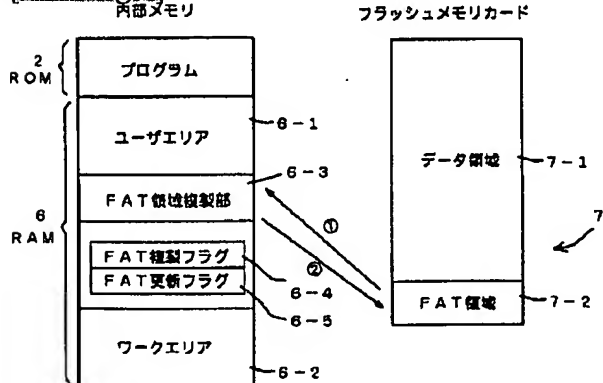 内部メモリ
フラッシュメモリカード
2
ROM
プログラム
ユーザエリア
6-1
6-3
FAT領域複製部
6
RAM
①
②
FAT複製フラグ
FAT更新フラグ
6-4
6-5
ワークエリア
6-2
データ領域
7-1
7
FAT領域
7-2